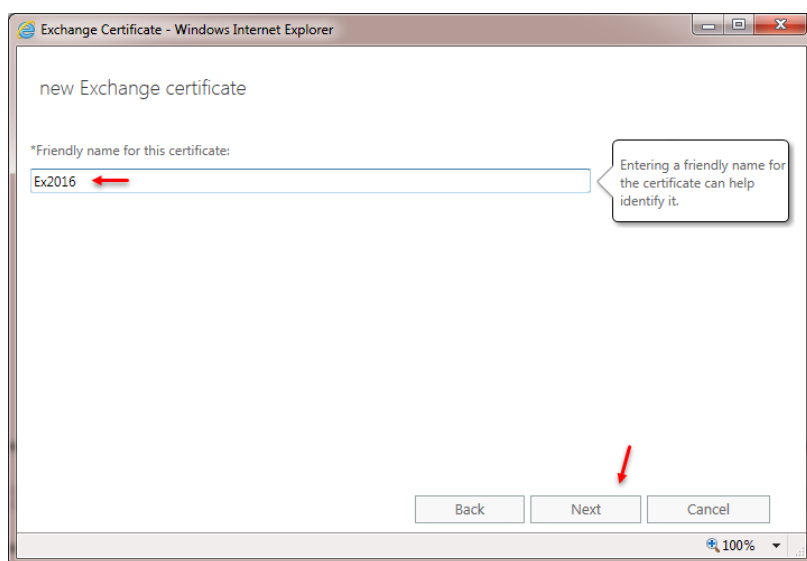 Exchange Certificate - Windows Internet Explorer
new Exchange certificate
*Friendly name for this certificate:
Ex2016
Entering a friendly name for
the certificate can help
identify it.
Back
Next
Cancel
100%